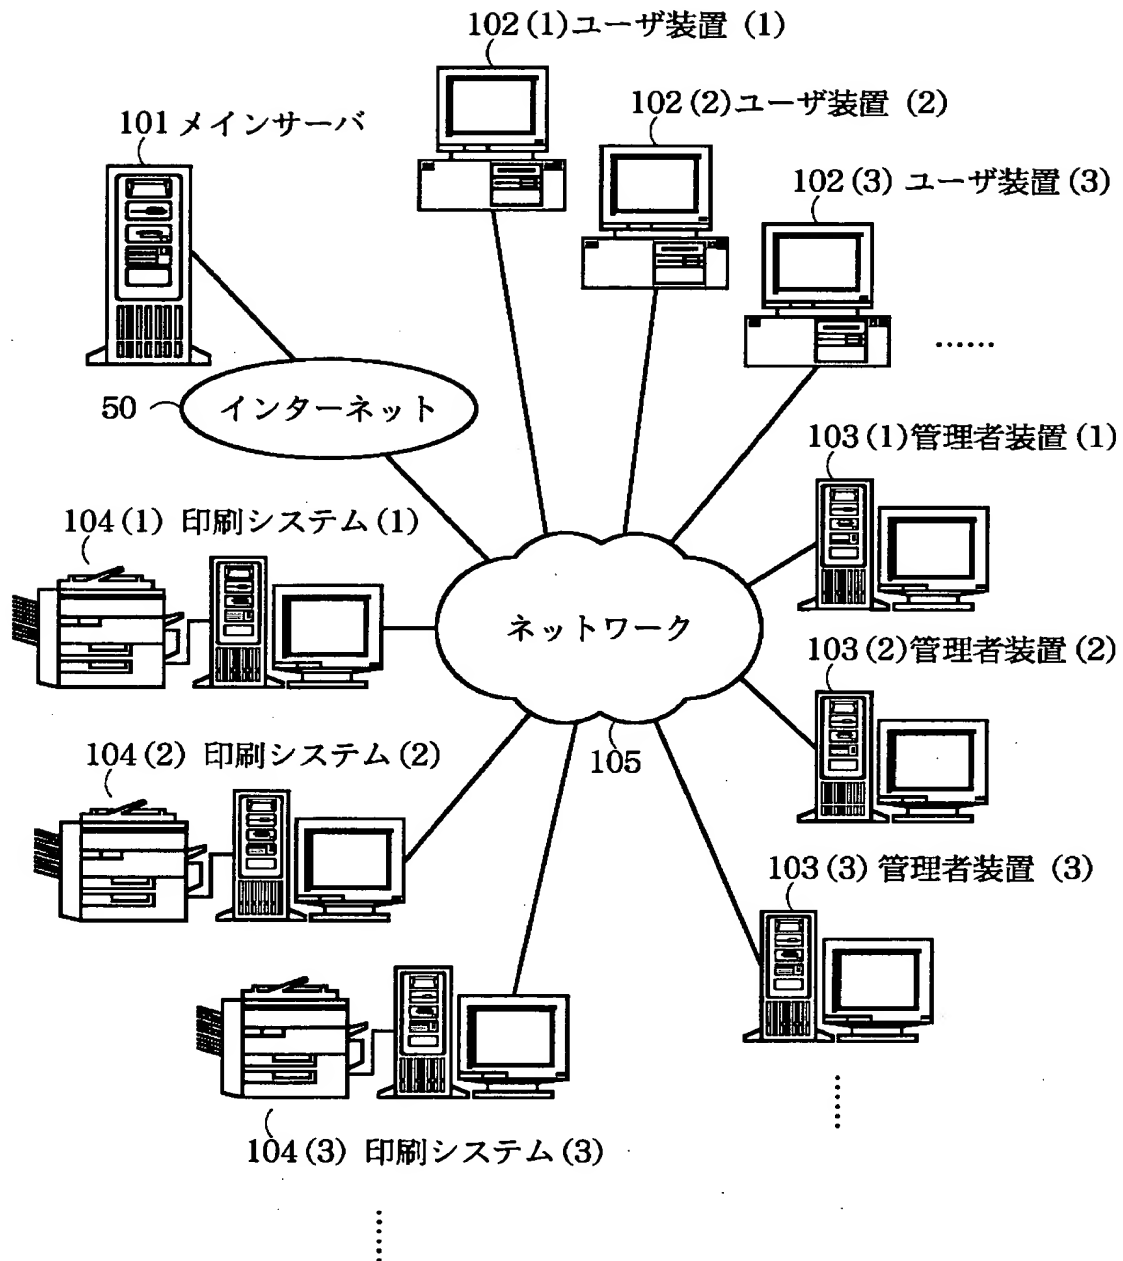 102(1)ユーザ装置 (1)
102(2)ユーザ装置 (2)
101 メインサーバ
102(3) ユーザ装置(3)
……
50
インターネット
103(1)管理者装置(1)
104(1) 印刷システム(1)
ネットワーク
103(2)管理者装置(2)
104(2) 印刷システム(2)
105
103(3) 管理者装置 (3)
104(3) 印刷システム(3)